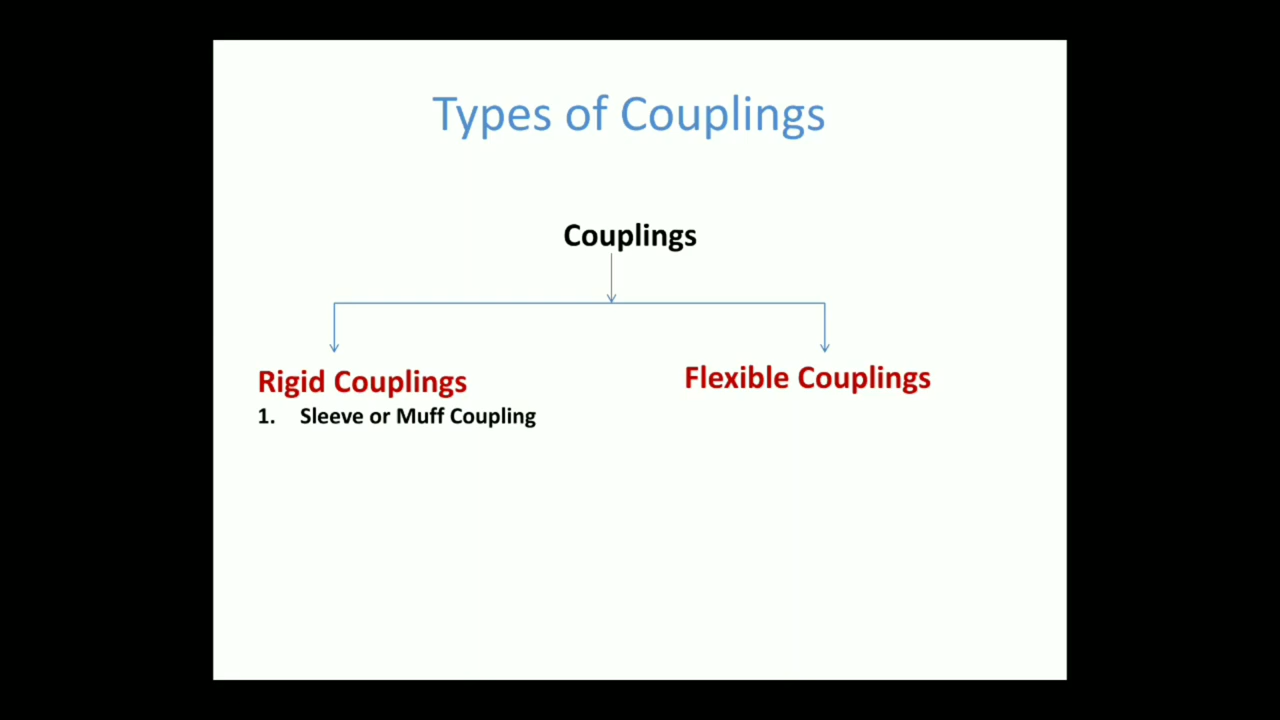 Types of Couplings
Couplings
Rigid Couplings
1. Sleeve or Muff Coupling
Flexible Couplings